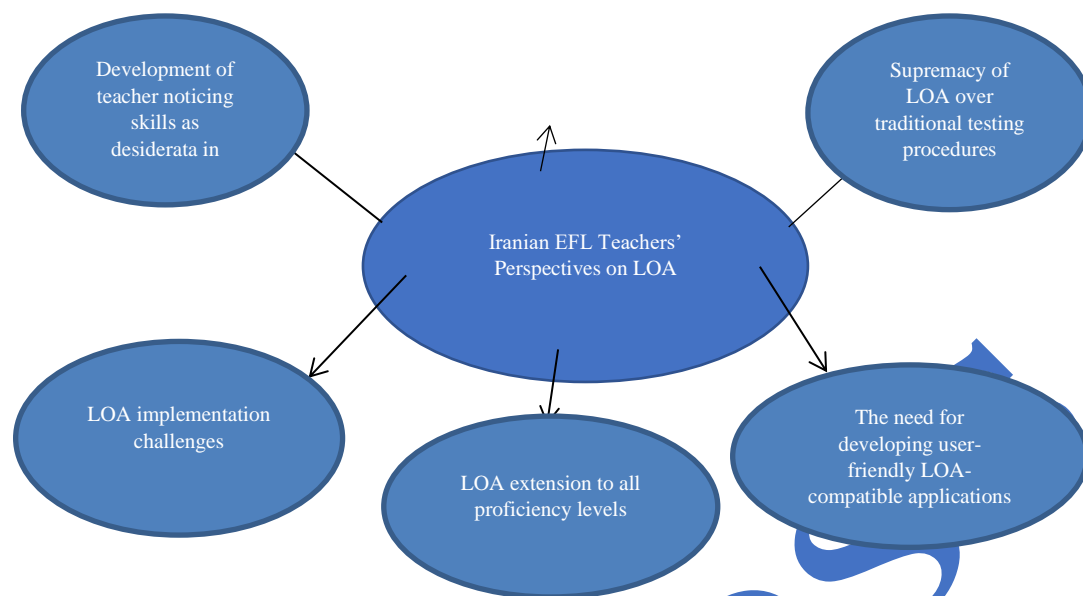 Development of
teacher noticing
skills as
desiderata in
Supremacy of
LOA over
traditional testing
procedures
Iranian EFL Teachers’
Perspectives on LOA
LOA implementation
challenges
LOA extension to all
proficiency levels
The need for
developing user-
friendly LOA-
compatible applications